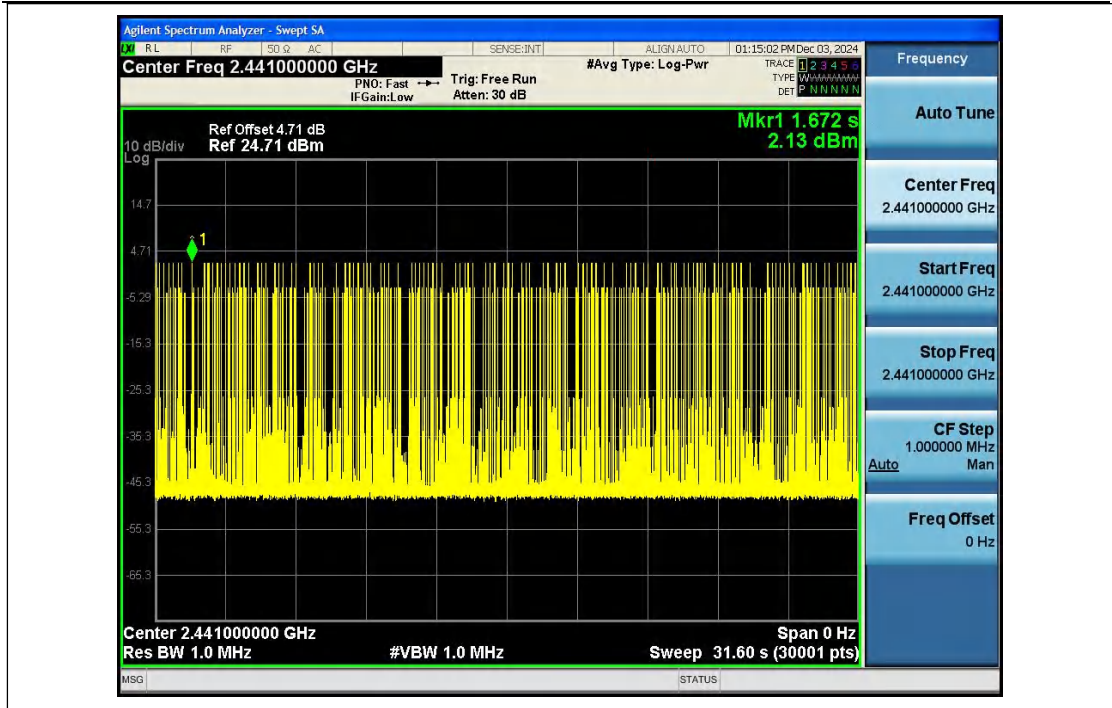 Agilent Spectrum Analyzer - Swept SA
LXI RL RF 50 Ω AC SENSE:INT ALIGN AUTO 01:15:02 PM Dec 03, 2024
Center Freq 2.441000000 GHz
#Avg Type: Log-Pwr
TRACE 1 2 3 4 5 6
PNO: Fast
Trig: Free Run
TYPE
IFGain:Low
Atten: 30 dB
DET P N N N N N
Mkr1 1.672 s
Ref Offset 4.71 dB
10 dB/div Ref 24.71 dBm 2.13 dBm
Log
14.7
1
4.71
-5.29
-15.3
-25.3
-35.3
-45.3
-55.3
-65.3
Center 2.441000000 GHz Span 0 Hz
Res BW 1.0 MHz #VBW 1.0 MHz Sweep 31.60 s (30001 pts)
MSG STATUS
Frequency
Auto Tune
Center Freq
2.441000000 GHz
Start Freq
2.441000000 GHz
Stop Freq
2.441000000 GHz
CF Step
1.000000 MHz
Auto Man
Freq Offset
0 Hz